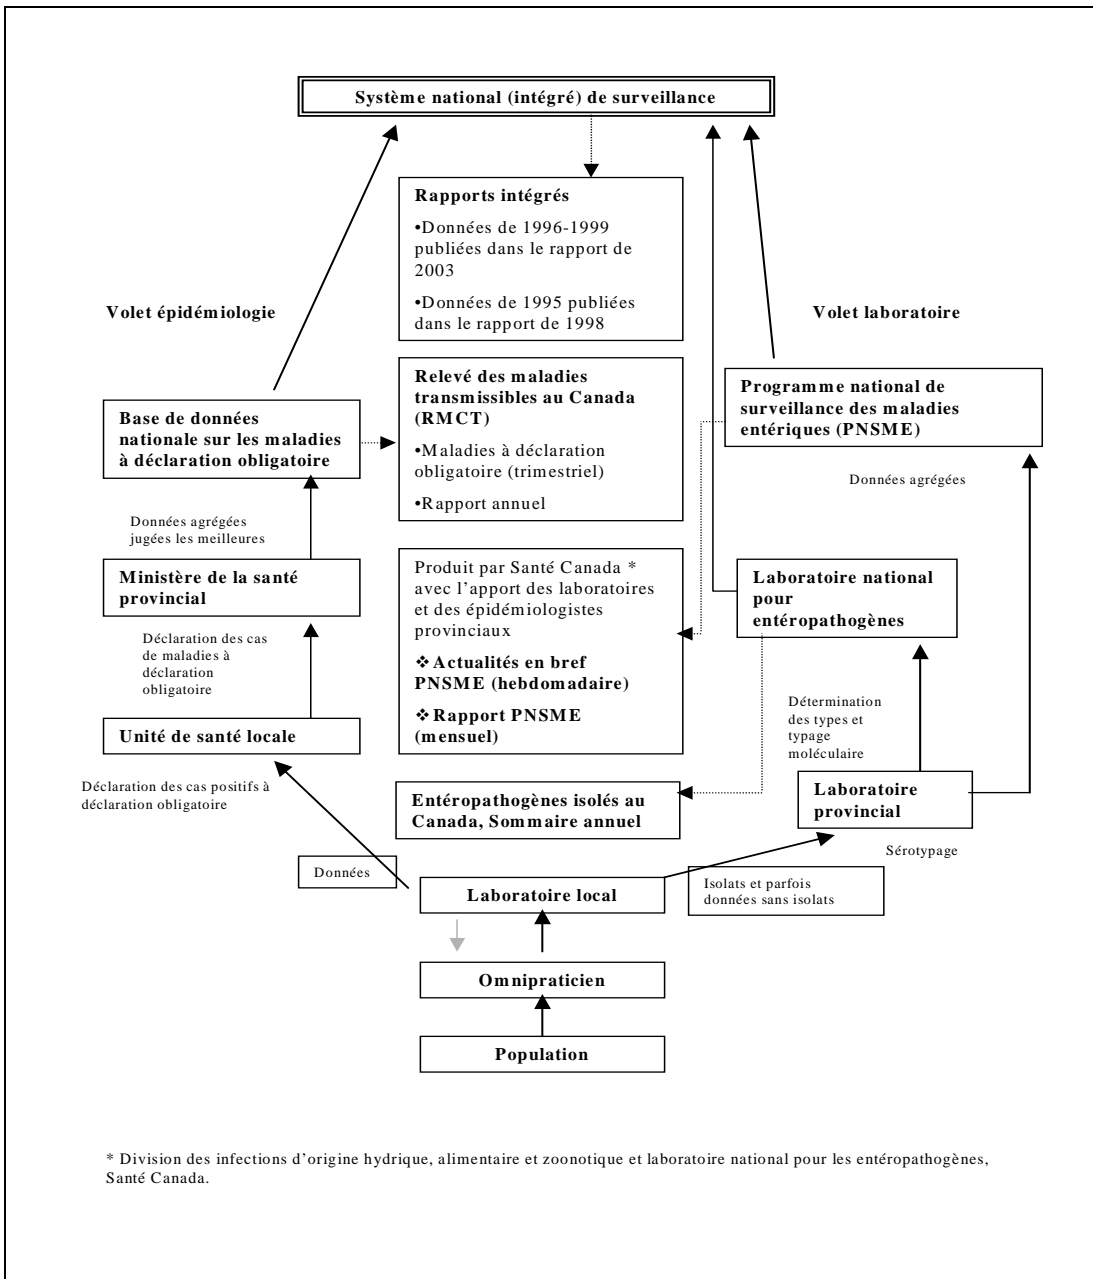 Système national (intégré) de surveillance
Rapports intégrés
•Données de 1996-1999
publiées dans le rapport de
2003
•Données de 1995 publiées
dans le rapport de 1998
Volet épidémiologie
Volet laboratoire
Relevé des maladies
transmissibles au Canada
(RMCT)
•Maladies à déclaration
obligatoire (trimestriel)
•Rapport annuel
Programme national de
surveillance des maladies
entériques (PNSME)
Base de données
nationale sur les maladies
à déclaration obligatoire
Données agrégées
Données agrégées
jugées les meilleures
Ministère de la santé
provincial
Produit par Santé Canada *
avec l'apport des laboratoires
et des épidémiologistes
provinciaux
❖Actualités en bref
PNSME (hebdomadaire)
❖Rapport PNSME
(mensuel)
Laboratoire national
pour
entéropathogènes
Déclaration des cas
de maladies à
déclaration
obligatoire
Détermination
des types et
typage
moléculaire
Unité de santé locale
Déclaration des cas positifs à
déclaration obligatoire
Entéropathogènes isolés au
Canada, Sommaire annuel
Laboratoire
provincial
Sérotypage
Données
Laboratoire local
Isolats et parfois
données sans isolats
Omnipraticien
Population
* Division des infections d'origine hydrique, alimentaire et zoonotique et laboratoire national pour les entéropathogènes,
Santé Canada.